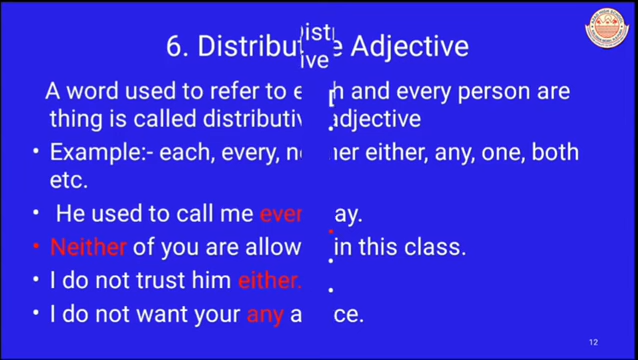 6. Distributive Adjective
A word used to refer to each and every person are
thing is called distributive adjective
• Example:- each, every, neither either, any, one, both
etc.
• He used to call me every day.
• Neither of you are allowed in this class.
• I do not trust him either.
• I do not want your any advice.
12